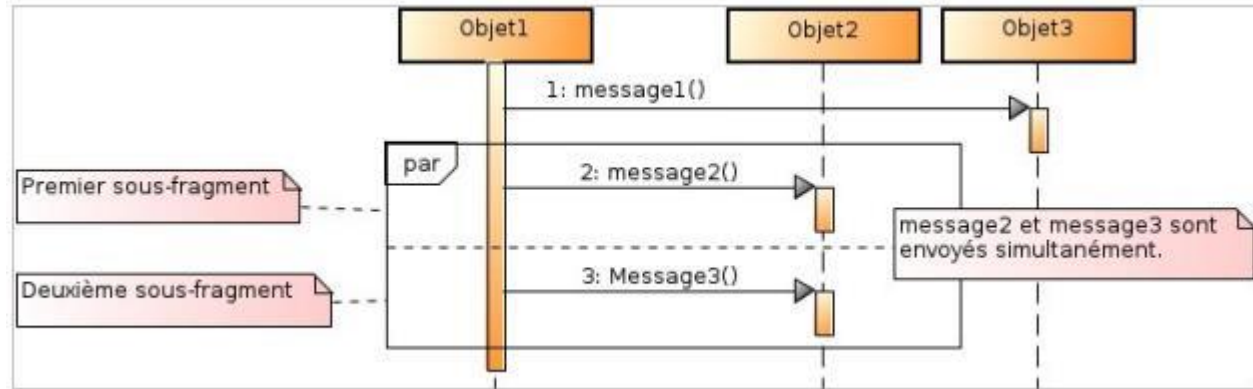 Objet1
Objet2
Objet3
1: message1()
par
2: message2()
Premier sous-fragment
message2 et message3 sont
envoyés simultanément.
3: Message3()
Deuxième sous-fragment